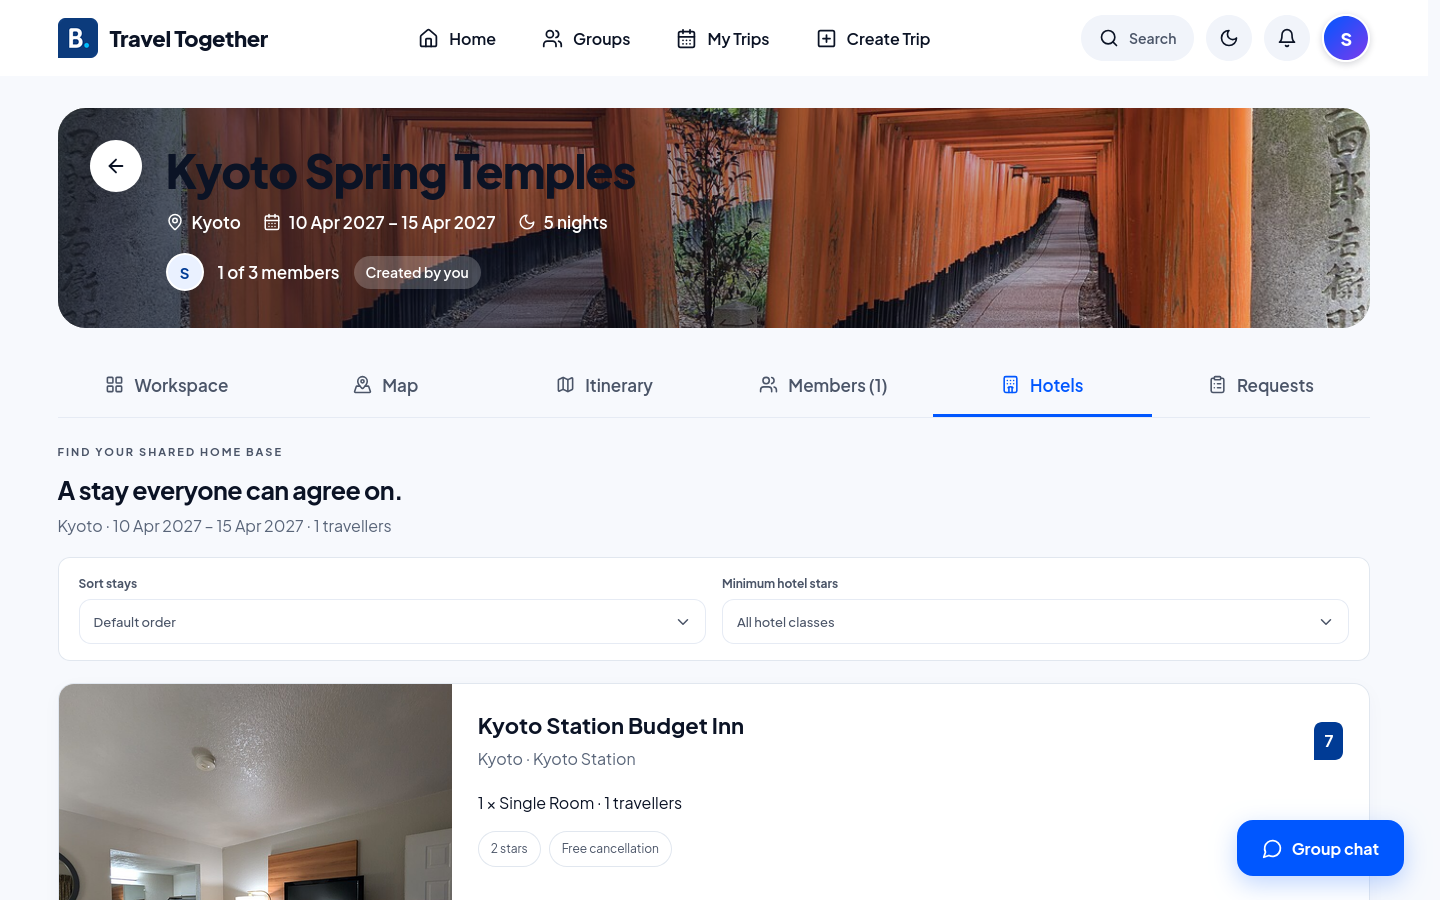 B. Travel Together
Home
Groups
My Trips
Create Trip
Search
S
Kyoto Spring Temples
Kyoto
10 Apr 2027 – 15 Apr 2027
5 nights
S
1 of 3 members
Created by you
Workspace
Map
Itinerary
Members (1)
Hotels
Requests
FIND YOUR SHARED HOME BASE
A stay everyone can agree on.
Kyoto · 10 Apr 2027 – 15 Apr 2027 · 1 travellers
Sort stays
Default order
Minimum hotel stars
All hotel classes
Kyoto Station Budget Inn
7
Kyoto · Kyoto Station
1 × Single Room · 1 travellers
2 stars
Free cancellation
Group chat